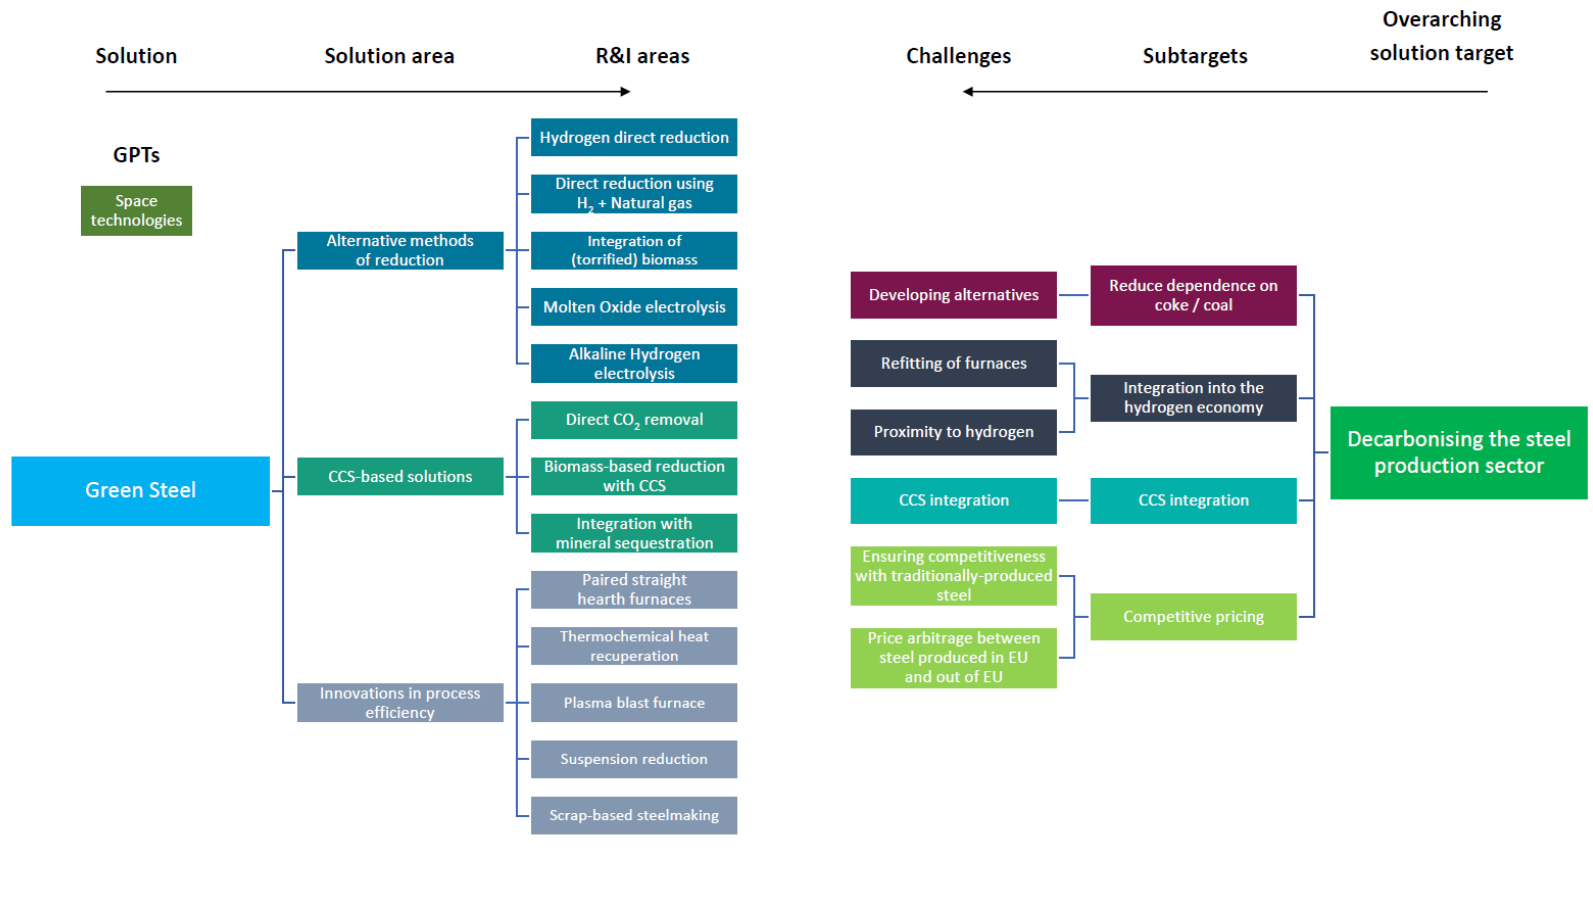 Solution
Solution area
R&I areas
Challenges
Subtargets
Overarching
solution target
GPTs
Space
technologies
Green Steel
Alternative methods
of reduction
Hydrogen direct reduction
Direct reduction using
H2 + Natural gas
Integration of
(torrified) biomass
Molten Oxide electrolysis
Alkaline Hydrogen
electrolysis
CCS-based solutions
Direct CO2 removal
Biomass-based reduction
with CCS
Integration with
mineral sequestration
Innovations in process
efficiency
Paired straight
hearth furnaces
Thermochemical heat
recuperation
Plasma blast furnace
Suspension reduction
Scrap-based steelmaking
Developing alternatives
Reduce dependence on
coke / coal
Refitting of furnaces
Proximity to hydrogen
Integration into the
hydrogen economy
CCS integration
CCS integration
Ensuring competitiveness
with traditionally-produced
steel
Price arbitrage between
steel produced in EU
and out of EU
Competitive pricing
Decarbonising the steel
production sector